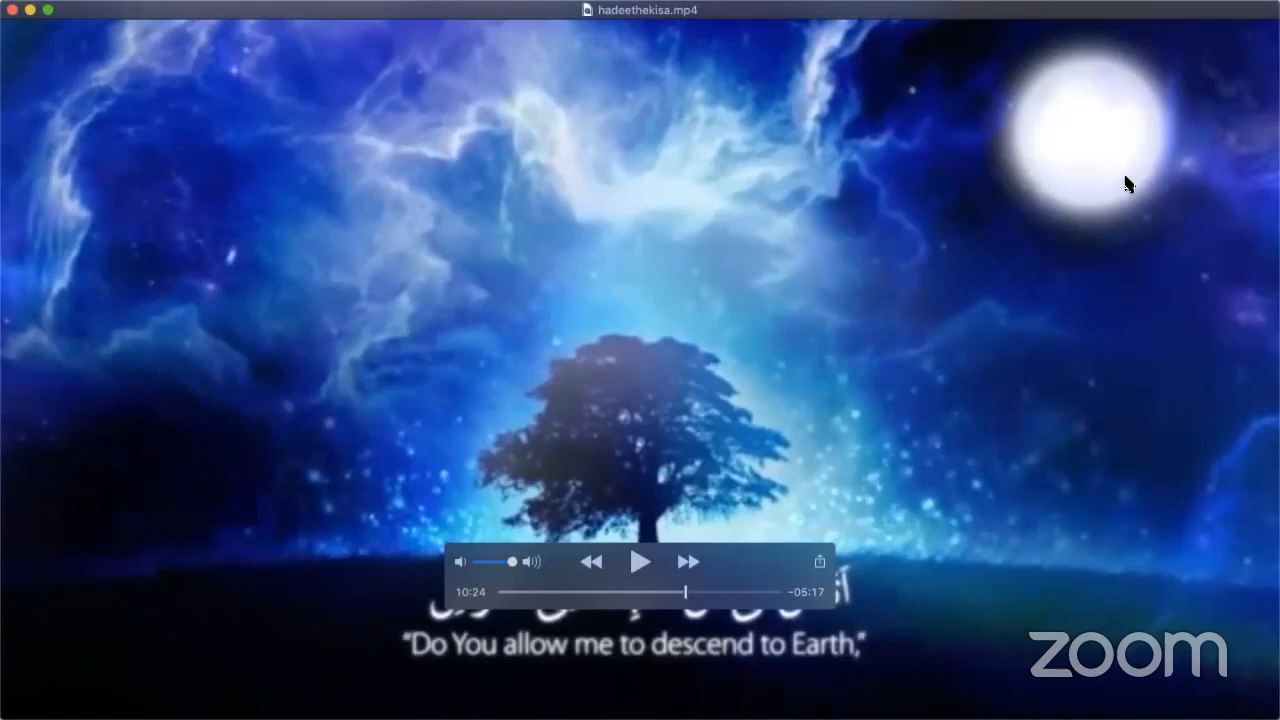 hadeethekisa.mp4
10:24
-05:17
"Do You allow me to descend to Earth,"
zoom